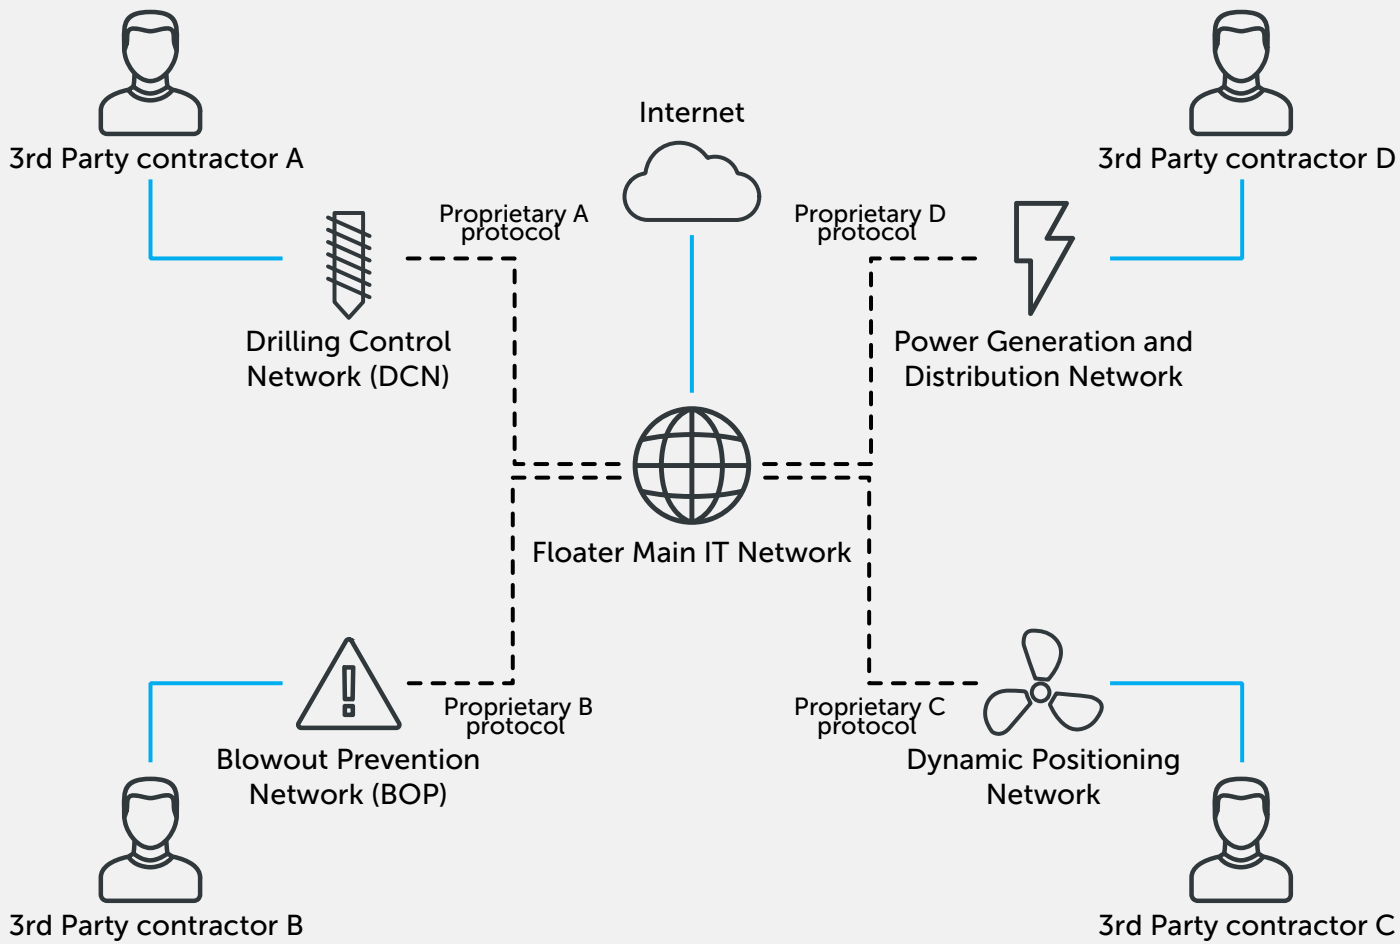 Internet
3rd Party contractor A
3rd Party contractor D
Proprietary A
protocol
Proprietary D
protocol
Drilling Control
Network (DCN)
Power Generation and
Distribution Network
Floater Main IT Network
Proprietary B
protocol
Proprietary C
protocol
Blowout Prevention
Network (BOP)
Dynamic Positioning
Network
3rd Party contractor B
3rd Party contractor C